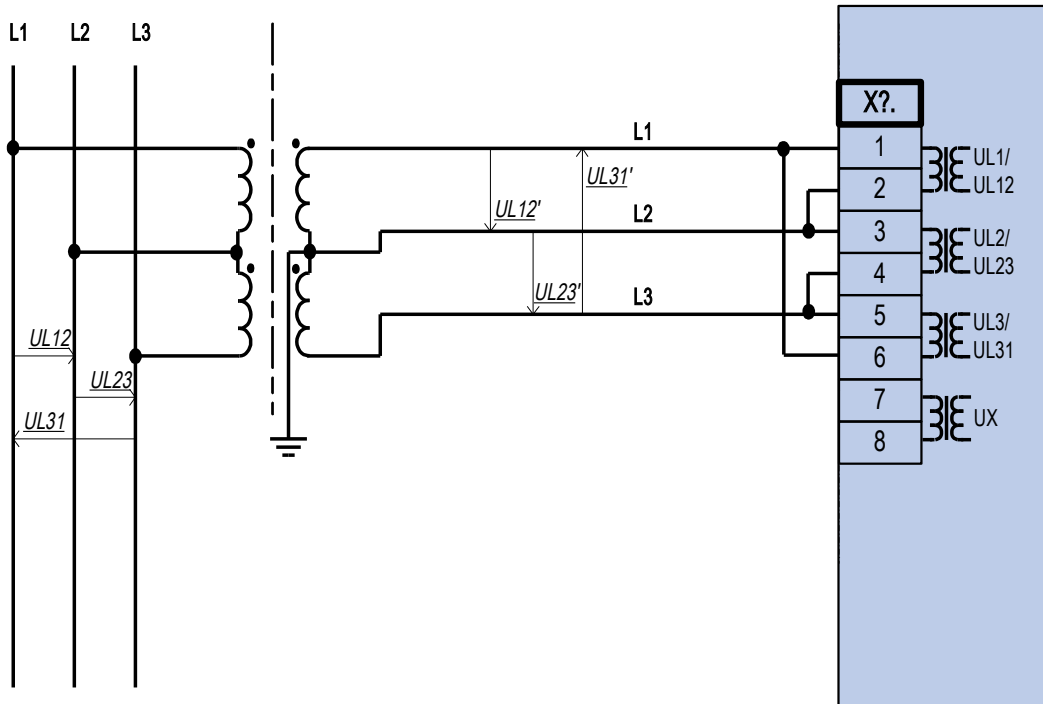 L1 L2 L3
X?.
L1
1
UL1/
UL31'
2
UL12
UL12'
L2
3
UL2/
4
UL23
UL23'
L3
5
UL3/
UL12
6
UL31
UL23
7
UL31
UX
8